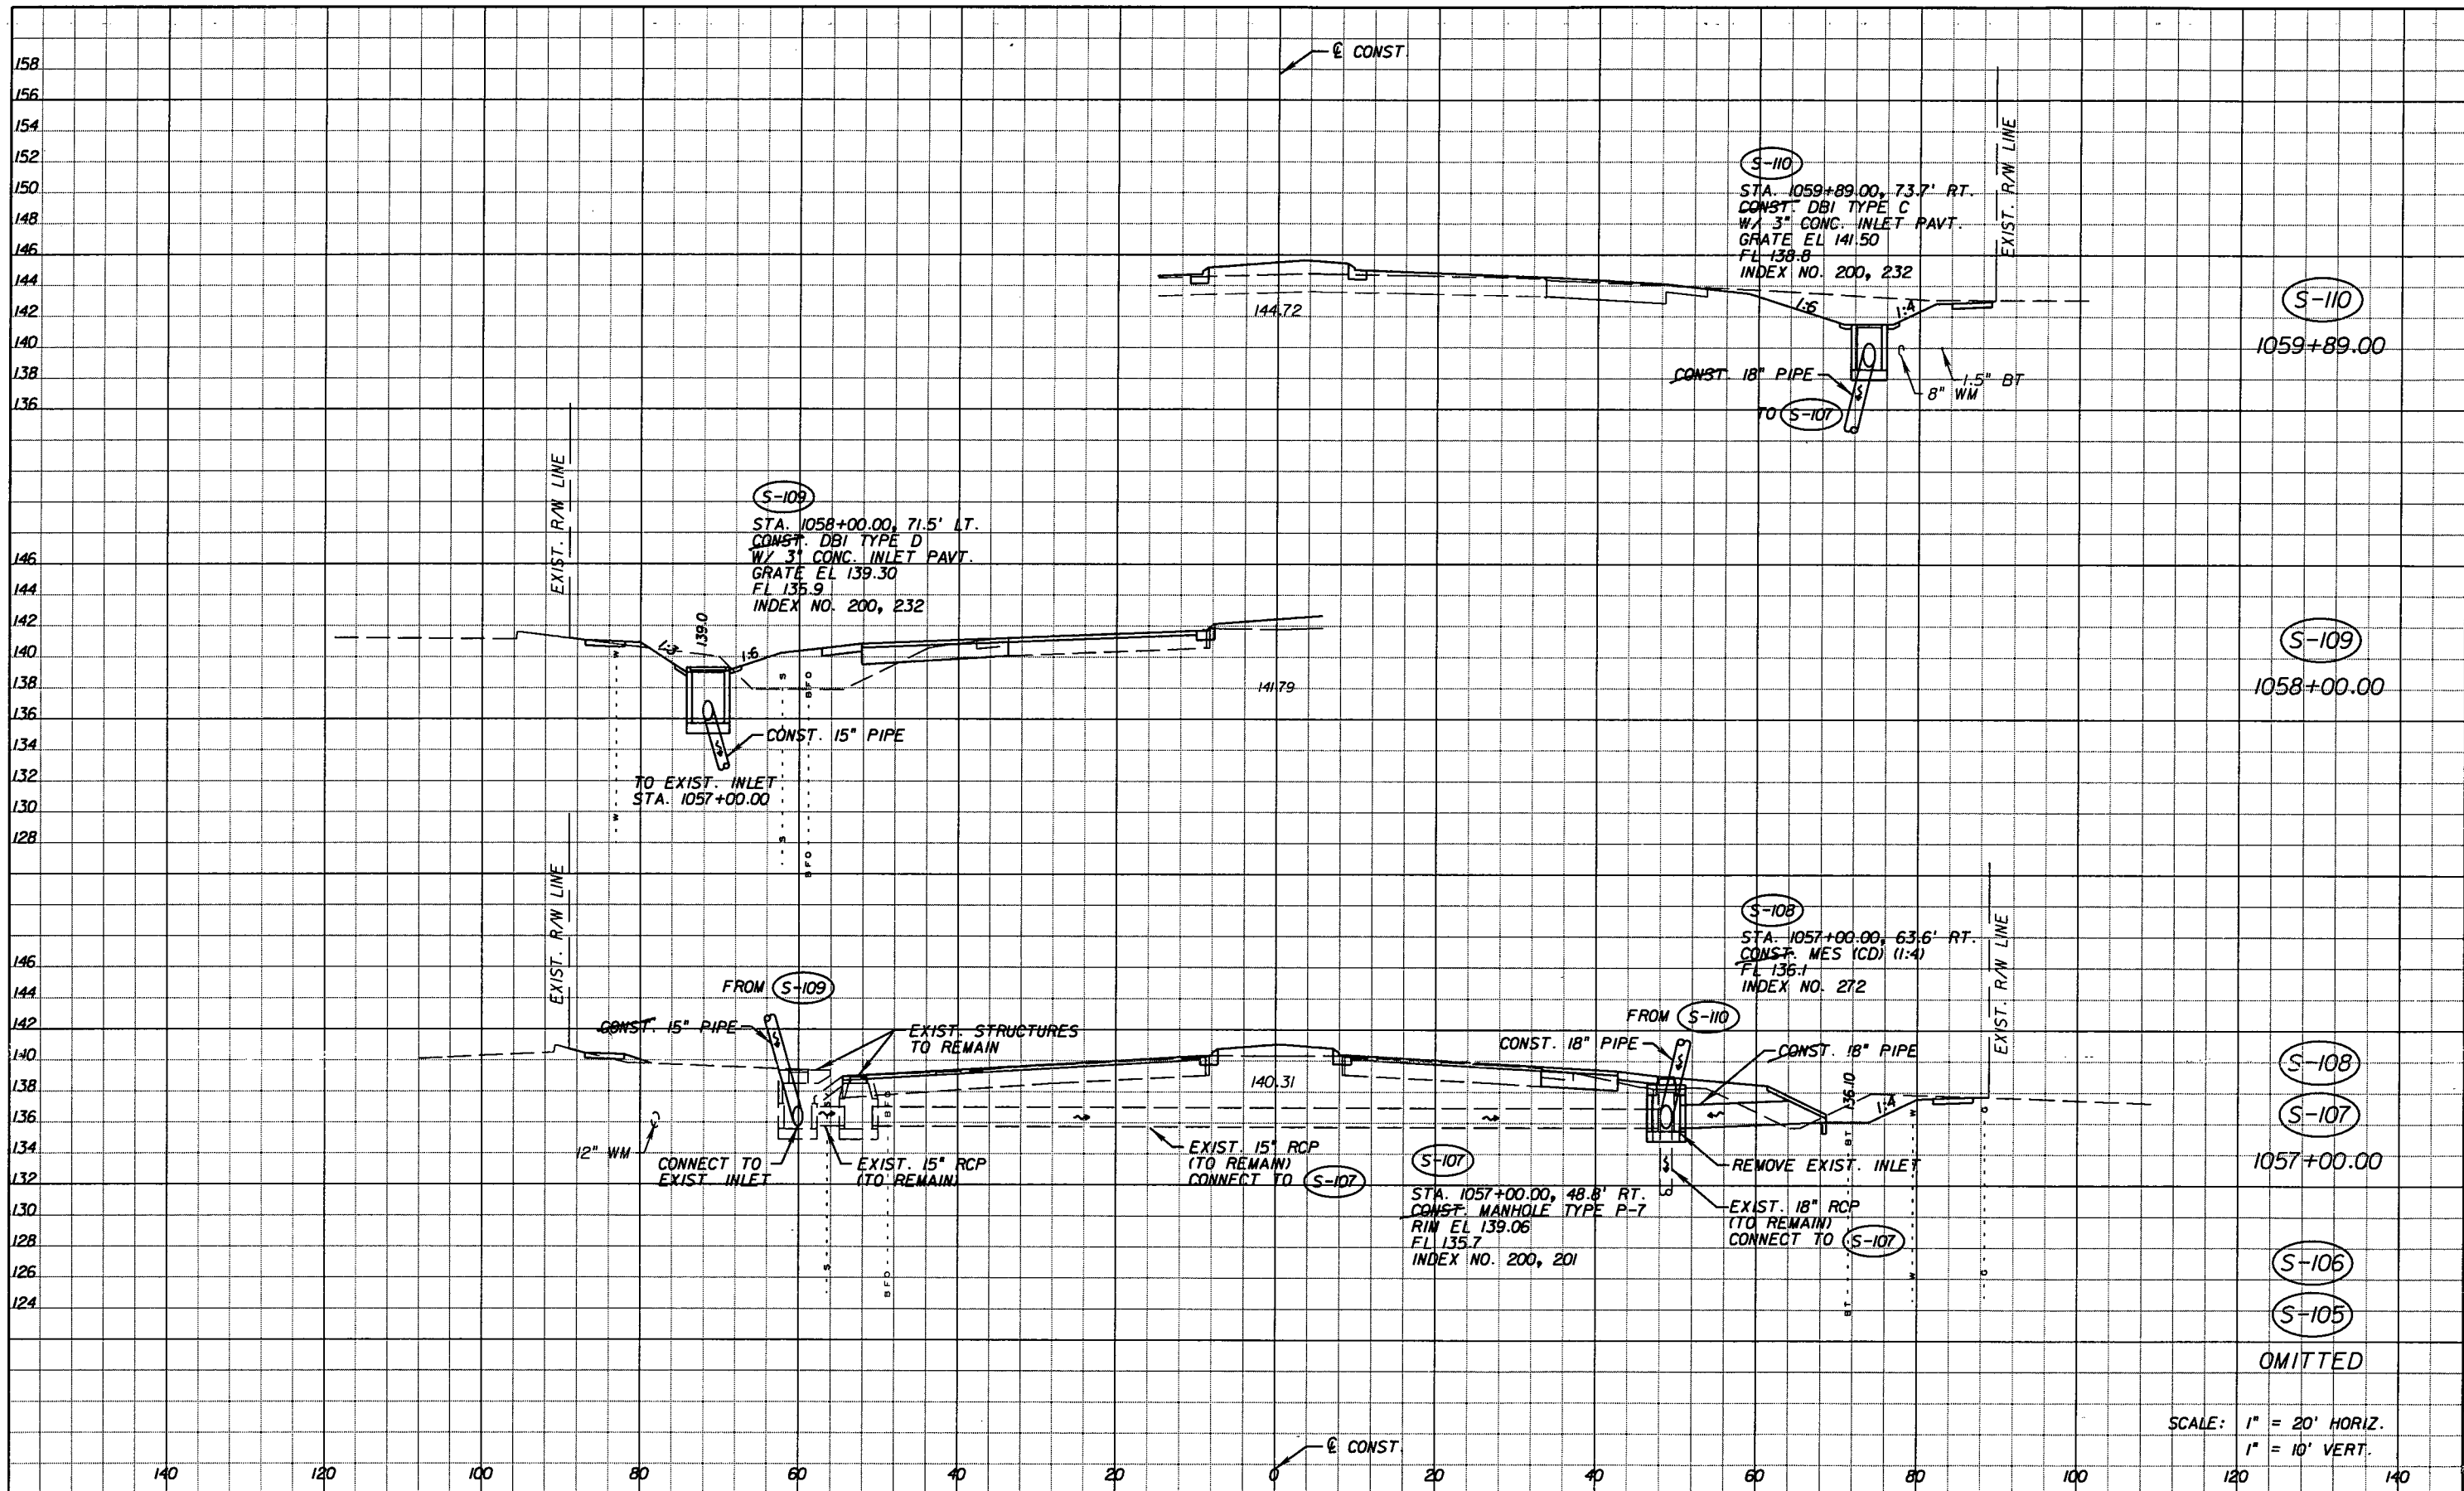 ℄ CONST.
158
156
154
152
150
148
146
144
142
140
138
136
S-110
STA. 1059+89.00, 73.7' RT.
CONST. DBI TYPE C
W/ 3" CONC. INLET PAVT.
GRATE EL 141.50
FL 138.8
INDEX NO. 200, 232
EXIST. R/W LINE
144.72
1:6
1:4
CONST. 18" PIPE
TO S-107
1.5" BT
8" WM
S-110
1059+89.00
146
144
142
140
138
136
134
132
130
128
EXIST. R/W LINE
S-109
STA. 1058+00.00, 71.5' LT.
CONST. DBI TYPE D
W/ 3" CONC. INLET PAVT.
GRATE EL 139.30
FL 135.9
INDEX NO. 200, 232
139.0
1:3
1:6
W
S
BFO
141.79
CONST. 15" PIPE
TO EXIST. INLET
STA. 1057+00.00
W
S
BFO
S-109
1058+00.00
146
144
142
140
138
136
134
132
130
128
126
124
EXIST. R/W LINE
FROM S-109
CONST. 15" PIPE
EXIST. STRUCTURES
TO REMAIN
S-108
STA. 1057+00.00, 63.6' RT.
CONST. MES (CD) (1:4)
FL 136.1
INDEX NO. 272
EXIST. R/W LINE
FROM S-110
CONST. 18" PIPE
CONST. 18" PIPE
140.31
136.10
1:4
12" WM
CONNECT TO
EXIST. INLET
EXIST. 15" RCP
(TO REMAIN)
EXIST. 15" RCP
(TO REMAIN)
CONNECT TO S-107
S-107
STA. 1057+00.00, 48.8' RT.
CONST. MANHOLE TYPE P-7
RIM EL 139.06
FL 135.7
INDEX NO. 200, 201
REMOVE EXIST. INLET
EXIST. 18" RCP
(TO REMAIN)
CONNECT TO S-107
S
BFO
BT
W
G
S
BFO
BT
W
G
S-108
S-107
1057+00.00
S-106
S-105
OMITTED
SCALE: 1" = 20' HORIZ.
1" = 10' VERT.
℄ CONST.
140
120
100
80
60
40
20
0
20
40
60
80
100
120
140